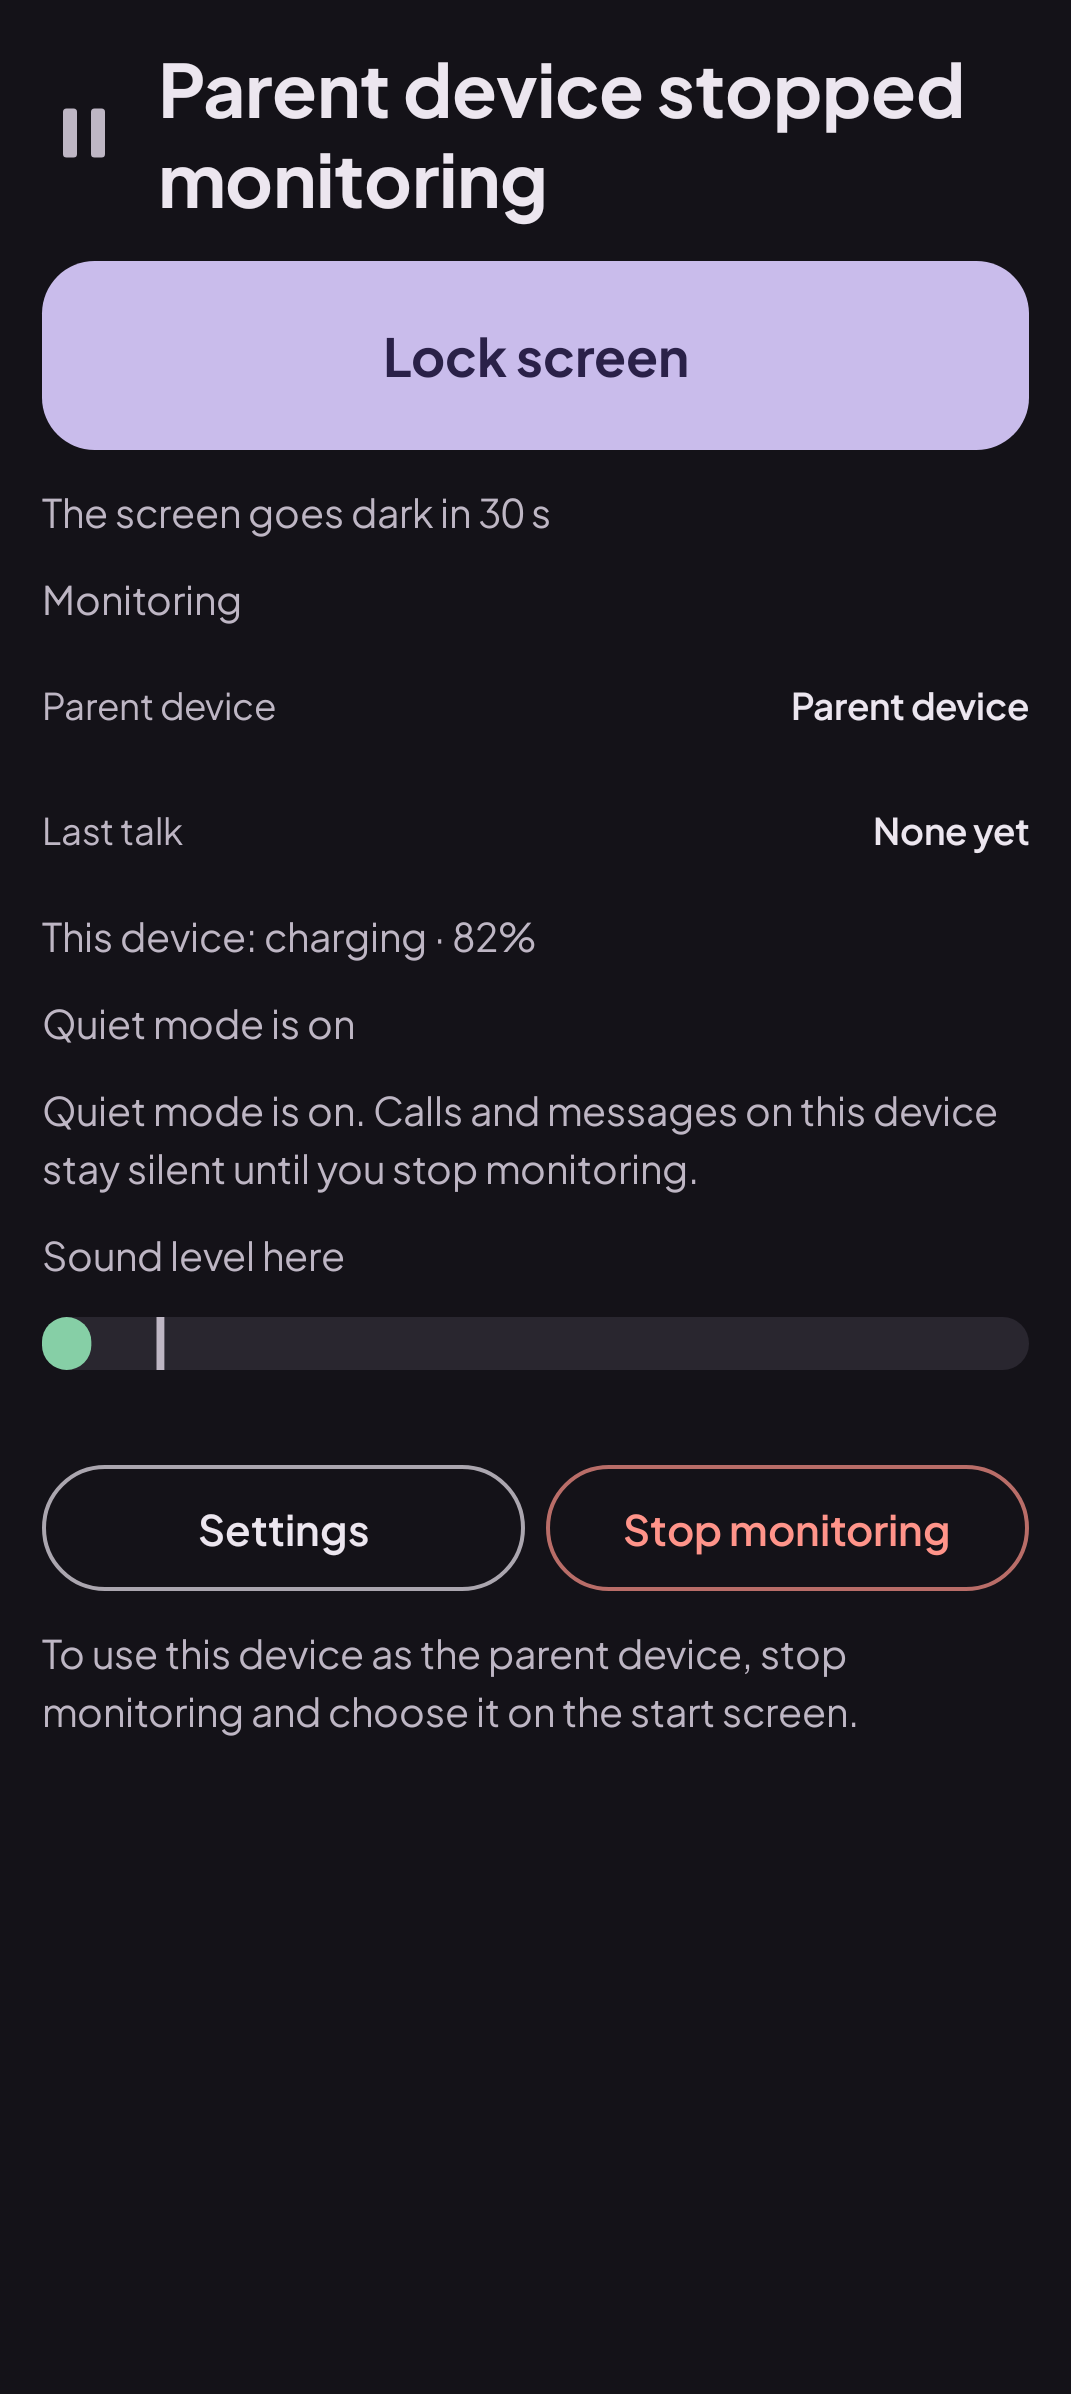 Parent device stopped
monitoring
Lock screen
The screen goes dark in 30 s
Monitoring
Parent device Parent device
Last talk None yet
This device: charging · 82%
Quiet mode is on
Quiet mode is on. Calls and messages on this device
stay silent until you stop monitoring.
Sound level here
Settings Stop monitoring
To use this device as the parent device, stop
monitoring and choose it on the start screen.